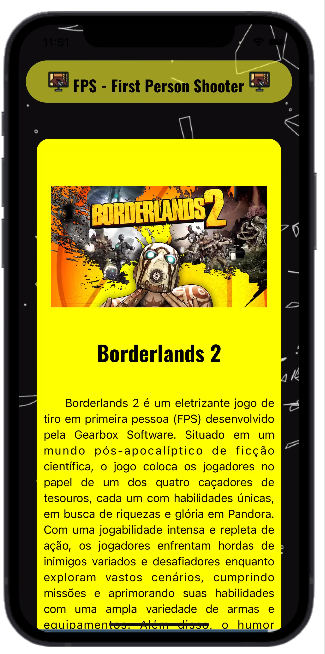 11:51
FPS - First Person Shooter
BORDERLANDS 2
Borderlands 2
Borderlands 2 é um eletrizante jogo de
tiro em primeira pessoa (FPS) desenvolvido
pela Gearbox Software. Situado em um
mundo pós-apocalíptico de ficção
científica, o jogo coloca os jogadores no
papel de um dos quatro caçadores de
tesouros, cada um com habilidades únicas,
em busca de riquezas e glória em Pandora.
Com uma jogabilidade intensa e repleta de
ação, os jogadores enfrentam hordas de
inimigos variados e desafiadores enquanto
exploram vastos cenários, cumprindo
missões e aprimorando suas habilidades
com uma ampla variedade de armas e
equipamentos. Além disso, o humor